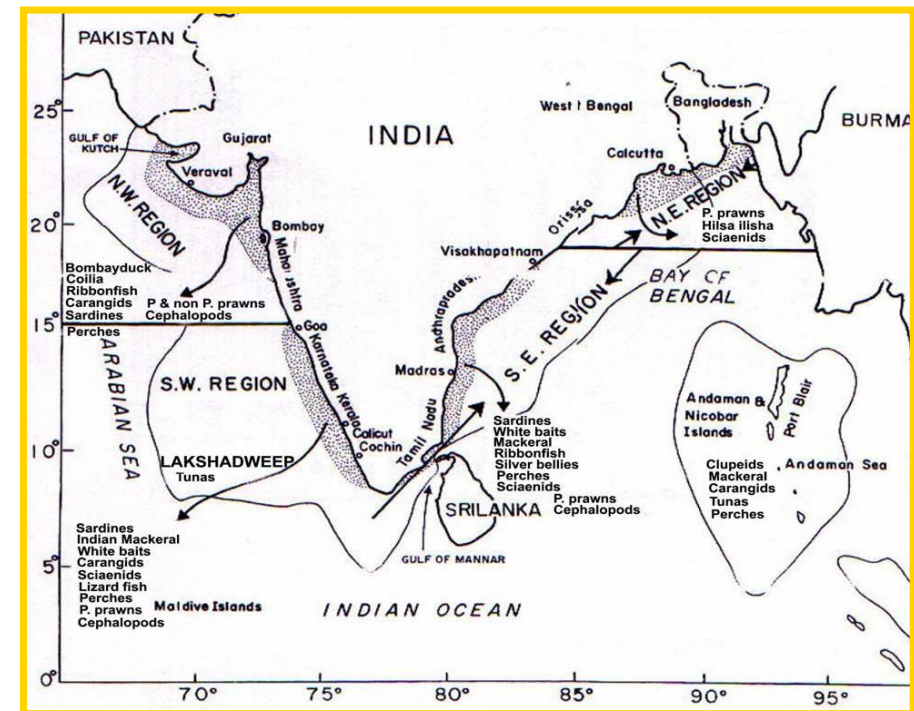 PAKISTAN
25°
West Bengal
Bangladesh
BURMA
GULF OF
KUTCH
Gujarat
INDIA
Calcutta
Veraval
N.W. REGION
20°
Bombay
Maharashtra
Orissa
N.E. REGION
P. prawns
Hilsa ilisha
Sciaenids
Visakhapatnam
BAY OF
BENGAL
Bombayduck
Coilia
Ribbonfish
Carangids
Sardines
P & non P. prawns
Cephalopods
15°
Perches
Goa
Karnataka
Andhraprades
S. E. REGION
ARABIAN SEA
S.W. REGION
Madras
Kerala
Calicut
Cochin
Tamil Nadu
Andaman &
Nicobar
Islands
Port Blair
Sardines
White baits
Mackeral
Ribbonfish
Silver bellies
Perches
Sciaenids
P. prawns
Cephalopods
10°
LAKSHADWEEP
Tunas
Andaman Sea
Clupeids
Mackeral
Carangids
Tunas
Perches
SRILANKA
GULF OF MANNAR
Sardines
Indian Mackeral
White baits
Carangids
Sciaenids
Lizard fish
Perches
P. prawns
Cephalopods
5°
Maldive Islands
INDIAN OCEAN
0°
70°
75°
80°
85°
90°
95°